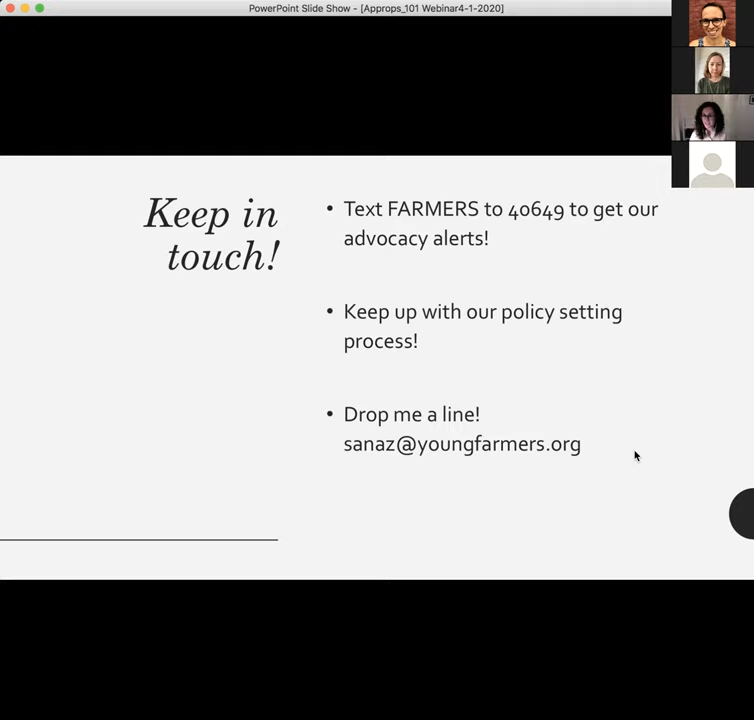 PowerPoint Slide Show - [Approps_101 Webinar4-1-2020]
Keep in
touch!
• Text FARMERS to 40649 to get our
advocacy alerts!
• Keep up with our policy setting
process!
• Drop me a line!
sanaz@youngfarmers.org